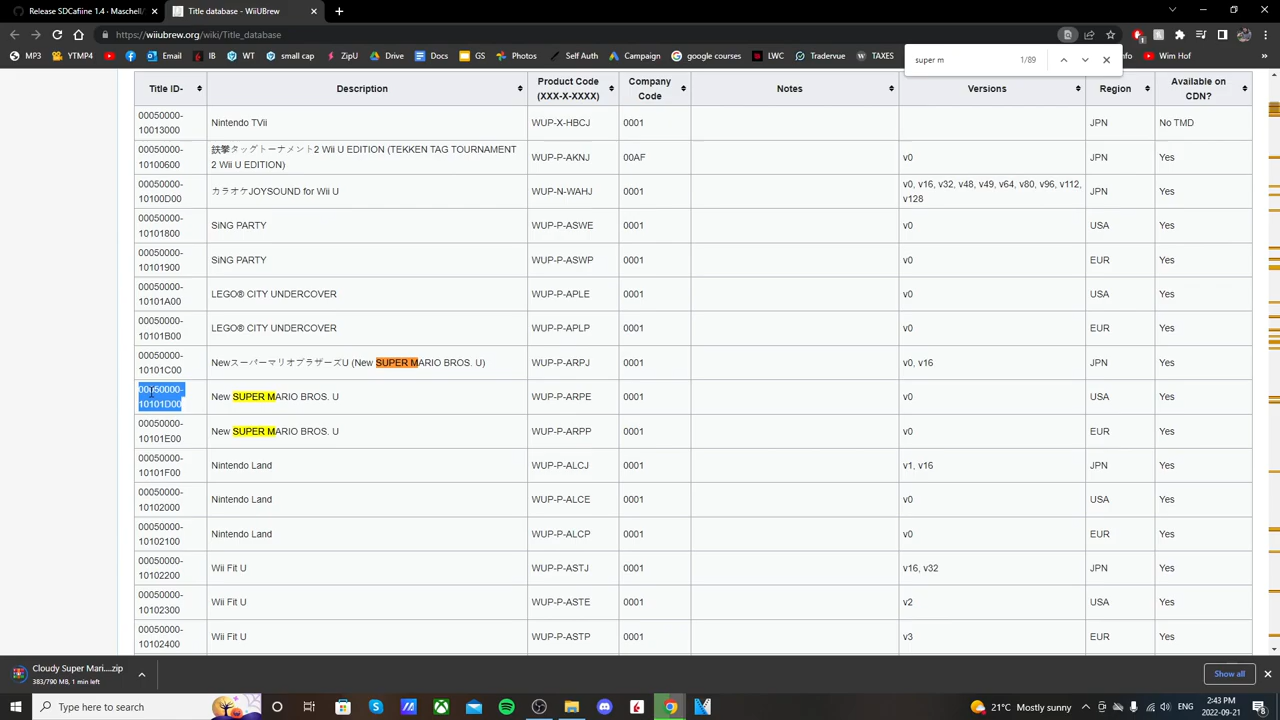 Release SDCafiine 1.4 · Maschell/
Title database - WiiUBrew
https://wiiubrew.org/wiki/Title_database
MP3
YTMP4
Email
IB
WT
small cap
ZipU
Drive
Docs
GS
Photos
Self Auth
Campaign
google courses
LWC
Tradervue
TAXES
Wim Hof
super m
1/89
Title ID-
Description
Product Code
(XXX-X-XXXX)
Company
Code
Notes
Versions
Region
Available on
CDN?
00050000-
10013000
Nintendo TVii
WUP-X-HBCJ
0001
JPN
No TMD
00050000-
10100600
鉄拳タッグトーナメント2 Wii U EDITION (TEKKEN TAG TOURNAMENT
2 Wii U EDITION)
WUP-P-AKNJ
00AF
v0
JPN
Yes
00050000-
10100D00
カラオケJOYSOUND for Wii U
WUP-N-WAHJ
0001
v0, v16, v32, v48, v49, v64, v80, v96, v112,
v128
JPN
Yes
00050000-
10101800
SiNG PARTY
WUP-P-ASWE
0001
v0
USA
Yes
00050000-
10101900
SiNG PARTY
WUP-P-ASWP
0001
v0
EUR
Yes
00050000-
10101A00
LEGO® CITY UNDERCOVER
WUP-P-APLE
0001
v0
USA
Yes
00050000-
10101B00
LEGO® CITY UNDERCOVER
WUP-P-APLP
0001
v0
EUR
Yes
00050000-
10101C00
NewスーパーマリオブラザーズU (New SUPER MARIO BROS. U)
WUP-P-ARPJ
0001
v0, v16
JPN
Yes
00050000-
10101D00
New SUPER MARIO BROS. U
WUP-P-ARPE
0001
v0
USA
Yes
00050000-
10101E00
New SUPER MARIO BROS. U
WUP-P-ARPP
0001
v0
EUR
Yes
00050000-
10101F00
Nintendo Land
WUP-P-ALCJ
0001
v1, v16
JPN
Yes
00050000-
10102000
Nintendo Land
WUP-P-ALCE
0001
v0
USA
Yes
00050000-
10102100
Nintendo Land
WUP-P-ALCP
0001
v0
EUR
Yes
00050000-
10102200
Wii Fit U
WUP-P-ASTJ
0001
v16, v32
JPN
Yes
00050000-
10102300
Wii Fit U
WUP-P-ASTE
0001
v2
USA
Yes
00050000-
10102400
Wii Fit U
WUP-P-ASTP
0001
v3
EUR
Yes
Cloudy Super Mari....zip
383/790 MB, 1 min left
Show all
Type here to search
21°C Mostly sunny
ENG
2:43 PM
2022-09-21